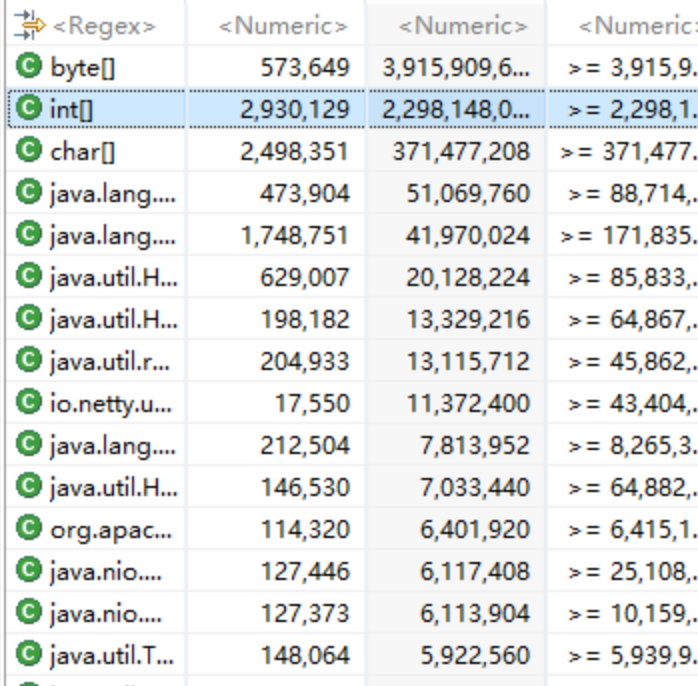 <Regex> <Numeric> <Numeric> <Numeric>
byte[] 573,649 3,915,909,6... >= 3,915,9.
int[] 2,930,129 2,298,148,0... >= 2,298,1.
char[] 2,498,351 371,477,208 >= 371,477.
java.lang.... 473,904 51,069,760 >= 88,714,.
java.lang.... 1,748,751 41,970,024 >= 171,835.
java.util.H... 629,007 20,128,224 >= 85,833,.
java.util.H... 198,182 13,329,216 >= 64,867,.
java.util.r... 204,933 13,115,712 >= 45,862,.
io.netty.u... 17,550 11,372,400 >= 43,404,.
java.lang.... 212,504 7,813,952 >= 8,265,3.
java.util.H... 146,530 7,033,440 >= 64,882,.
org.apac... 114,320 6,401,920 >= 6,415,1.
java.nio.... 127,446 6,117,408 >= 25,108,.
java.nio.... 127,373 6,113,904 >= 10,159,.
java.util.T... 148,064 5,922,560 >= 5,939,9.